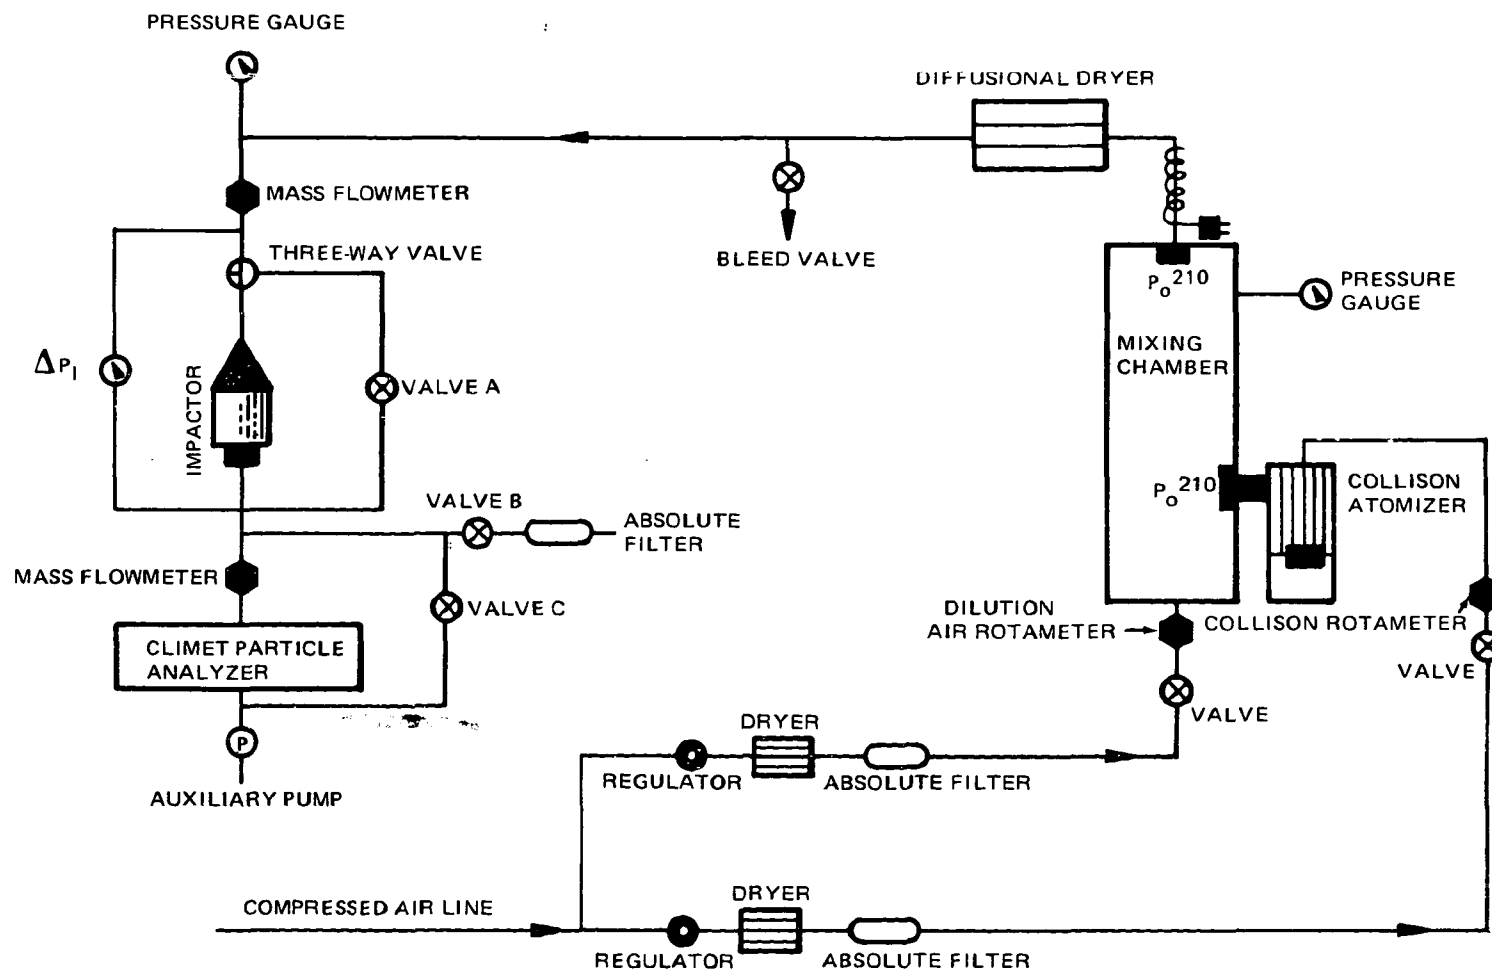 PRESSURE GAUGE
DIFFUSIONAL DRYER
MASS FLOWMETER
THREE-WAY VALVE
BLEED VALVE
Po210
PRESSURE
GAUGE
MIXING
CHAMBER
ΔP1
IMPACTOR
VALVE A
VALVE B
ABSOLUTE
FILTER
Po210
COLLISON
ATOMIZER
MASS FLOWMETER
VALVE C
DILUTION
AIR ROTAMETER
COLLISON ROTAMETER
CLIMET PARTICLE
ANALYZER
VALVE
VALVE
P
DRYER
REGULATOR
ABSOLUTE FILTER
AUXILIARY PUMP
DRYER
COMPRESSED AIR LINE
REGULATOR
ABSOLUTE FILTER